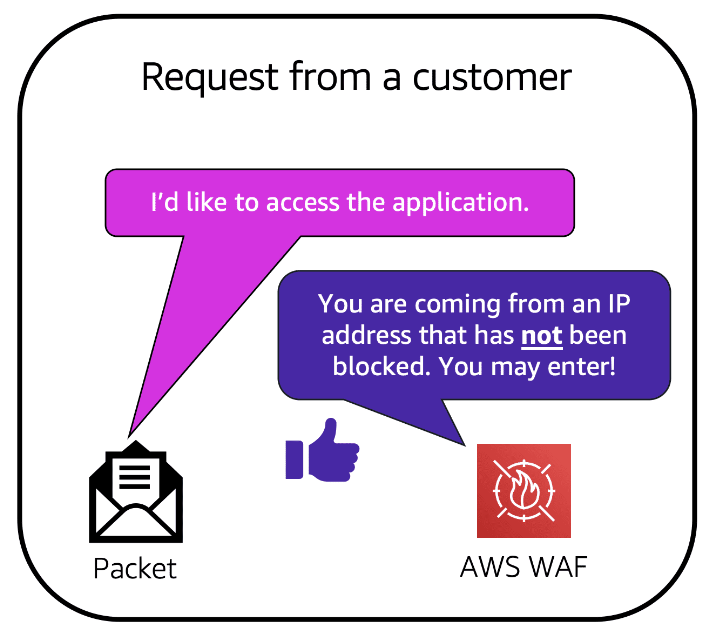 Request from a customer
I’d like to access the application.
You are coming from an IP
address that has not been
blocked. You may enter!
Packet
AWS WAF